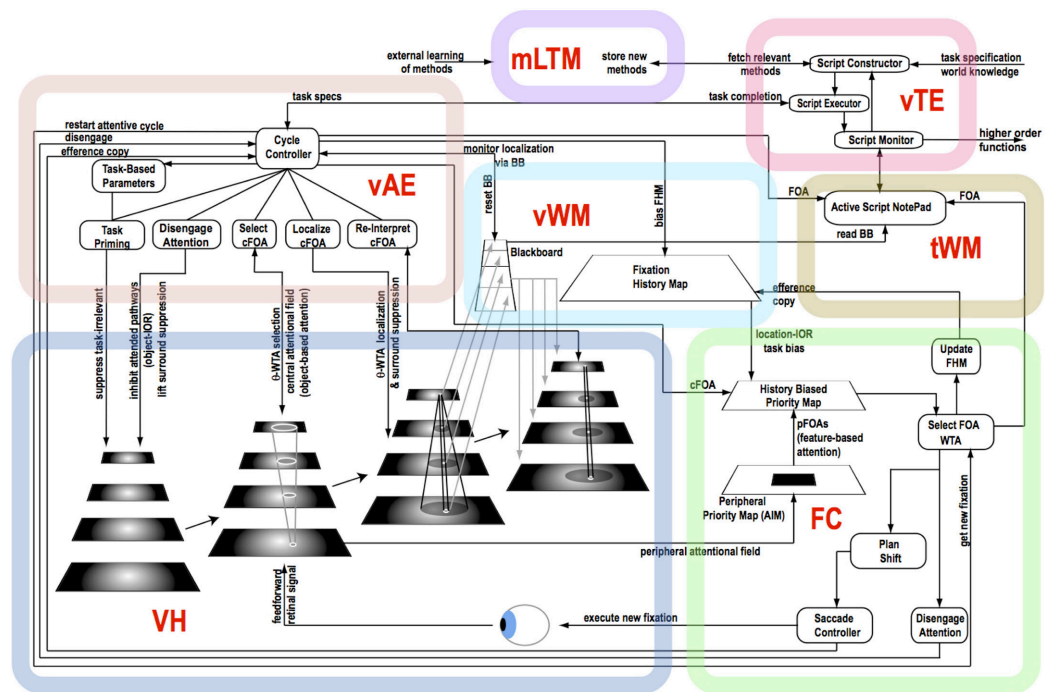 external learning
of methods
mLTM
store new
methods
fetch relevant
methods
Script Constructor
task specification
world knowledge
vTE
task specs
task completion
Script Executor
restart attentive cycle
disengage
efference copy
Cycle
Controller
monitor localization
via BB
Script Monitor
higher order
functions
Task-Based
Parameters
vAE
reset BB
vWM
bias FHM
FOA
Active Script NotePad
FOA
Task
Priming
Disengage
Attention
Select
cFOA
Localize
cFOA
Re-Interpret
cFOA
read BB
tWM
Blackboard
Fixation
History Map
efference
copy
suppress task-irrelevant
inhibit attended pathways
(object-IOR)
lift surround suppression
θ-WTA selection
central attentional field
(object-based attention)
θ-WTA localization
& surround suppression
location-IOR
task bias
Update
FHM
cFOA
History Biased
Priority Map
Select FOA
WTA
pFOAs
(feature-based
attention)
Peripheral
Priority Map (AIM)
FC
get new fixation
peripheral attentional field
Plan
Shift
VH
feedforward
retinal signal
execute new fixation
Saccade
Controller
Disengage
Attention